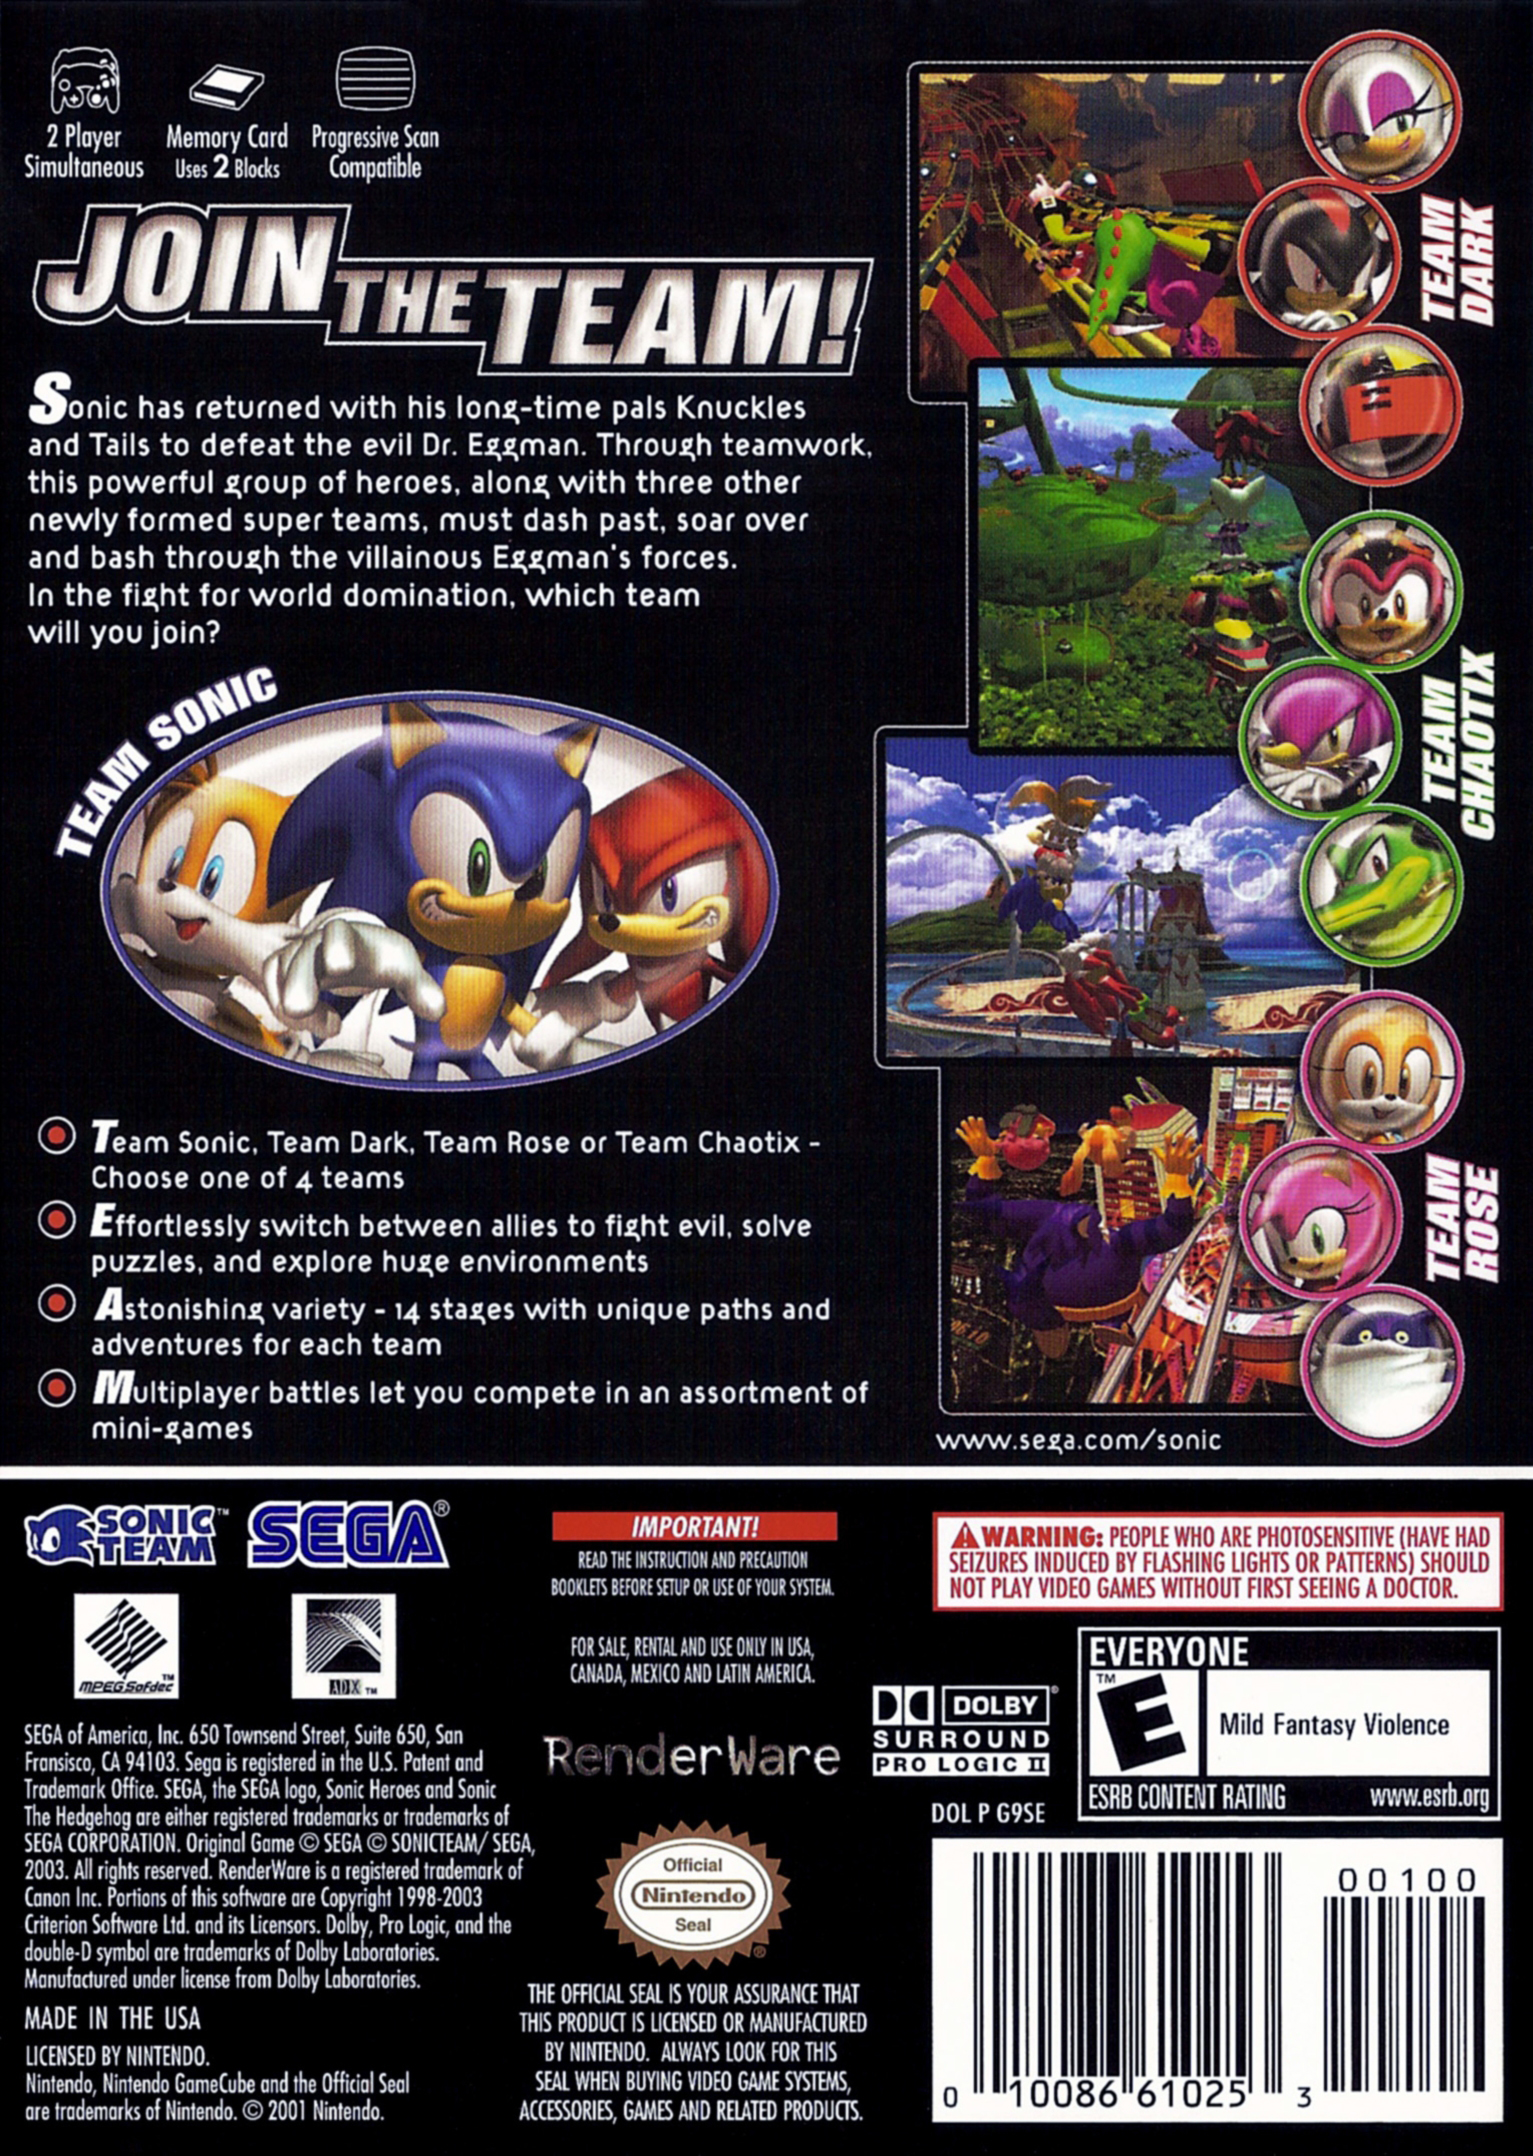 2 Player
Simultaneous
Memory Card
Uses 2 Blocks
Progressive Scan
Compatible
JOIN THE TEAM!
Sonic has returned with his long-time pals Knuckles
and Tails to defeat the evil Dr. Eggman. Through teamwork,
this powerful group of heroes, along with three other
newly formed super teams, must dash past, soar over
and bash through the villainous Eggman's forces.
In the fight for world domination, which team
will you join?
TEAM SONIC
Team Sonic, Team Dark, Team Rose or Team Chaotix -
Choose one of 4 teams
Effortlessly switch between allies to fight evil, solve
puzzles, and explore huge environments
Astonishing variety - 14 stages with unique paths and
adventures for each team
Multiplayer battles let you compete in an assortment of
mini-games
TEAM
DARK
TEAM
CHAOTIX
TEAM
ROSE
www.sega.com/sonic
SONIC
TEAM™
SEGA®
MPEG Sofdec™
ADX™
SEGA of America, Inc. 650 Townsend Street, Suite 650, San
Fransisco, CA 94103. Sega is registered in the U.S. Patent and
Trademark Office. SEGA, the SEGA logo, Sonic Heroes and Sonic
The Hedgehog are either registered trademarks or trademarks of
SEGA CORPORATION. Original Game © SEGA © SONICTEAM/ SEGA,
2003. All rights reserved. RenderWare is a registered trademark of
Canon Inc. Portions of this software are Copyright 1998-2003
Criterion Software Ltd. and its Licensors. Dolby, Pro Logic, and the
double-D symbol are trademarks of Dolby Laboratories.
Manufactured under license from Dolby Laboratories.
MADE IN THE USA
LICENSED BY NINTENDO.
Nintendo, Nintendo GameCube and the Official Seal
are trademarks of Nintendo. © 2001 Nintendo.
IMPORTANT!
READ THE INSTRUCTION AND PRECAUTION
BOOKLETS BEFORE SETUP OR USE OF YOUR SYSTEM.
FOR SALE, RENTAL AND USE ONLY IN USA,
CANADA, MEXICO AND LATIN AMERICA.
RenderWare
Official
Nintendo
Seal
®
THE OFFICIAL SEAL IS YOUR ASSURANCE THAT
THIS PRODUCT IS LICENSED OR MANUFACTURED
BY NINTENDO. ALWAYS LOOK FOR THIS
SEAL WHEN BUYING VIDEO GAME SYSTEMS,
ACCESSORIES, GAMES AND RELATED PRODUCTS.
WARNING: PEOPLE WHO ARE PHOTOSENSITIVE (HAVE HAD
SEIZURES INDUCED BY FLASHING LIGHTS OR PATTERNS) SHOULD
NOT PLAY VIDEO GAMES WITHOUT FIRST SEEING A DOCTOR.
DOLBY®
SURROUND
PRO LOGIC II
DOL P G9SE
EVERYONE
™
E
Mild Fantasy Violence
ESRB CONTENT RATING www.esrb.org
00100
0 10086 61025 3